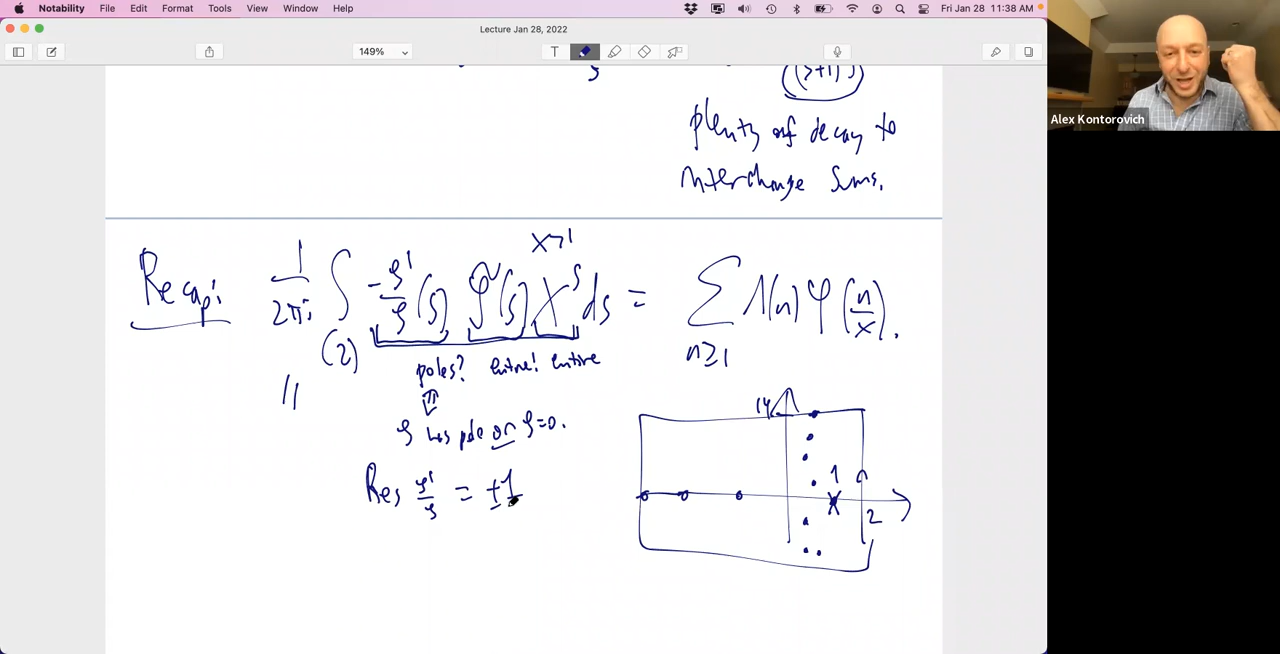 Notability File Edit Format Tools View Window Help Fri Jan 28 11:38 AM
Lecture Jan 28, 2022
149%
T
Alex Kontorovich
(s+1)s
plenty of decay to
interchange sums.
Recap: 1/2πi ∫_(2) -ζ'/ζ(s) φ̃(s) X^s ds = Σ_{n≥1} Λ(n) φ(n/X).
X>1
poles? entire! entire
⇕
ζ has pole or ζ=0.
Res ζ'/ζ = ±1
14
1
2